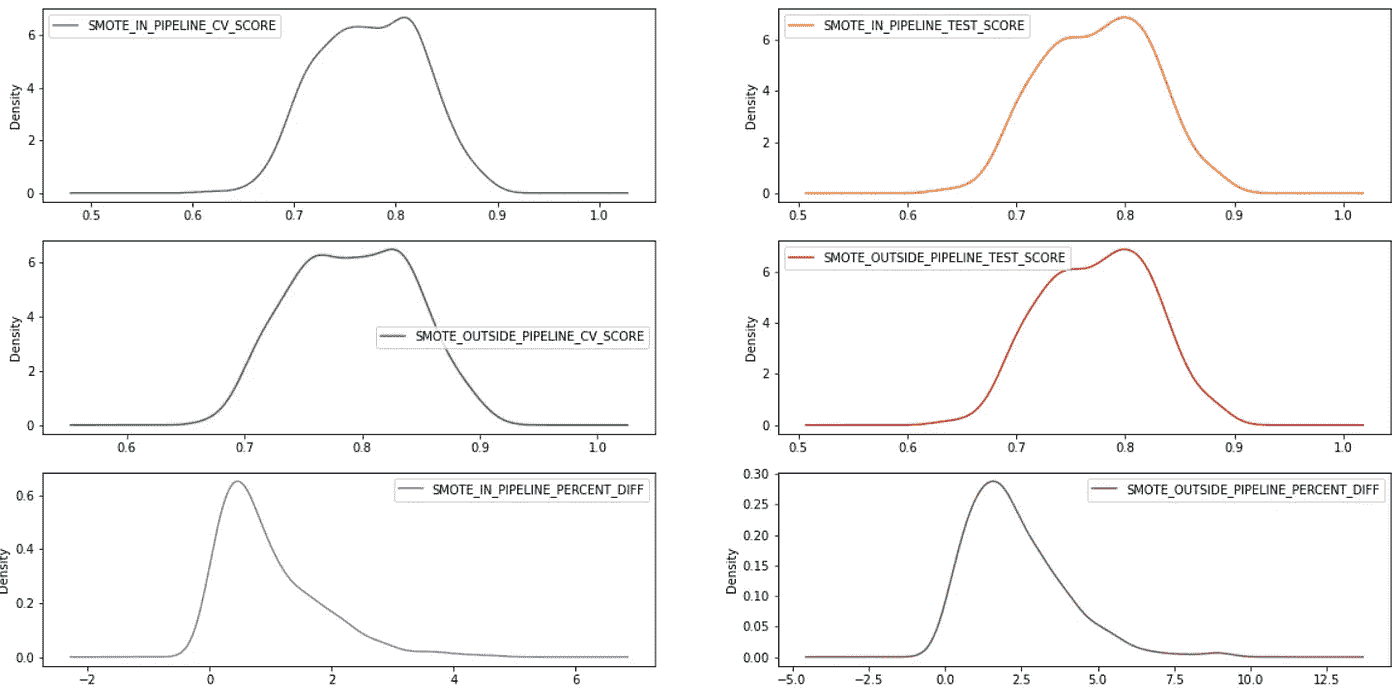 SMOTE_IN_PIPELINE_CV_SCORE
Density
6
4
2
0
0.5 0.6 0.7 0.8 0.9 1.0
SMOTE_IN_PIPELINE_TEST_SCORE
Density
6
4
2
0
0.5 0.6 0.7 0.8 0.9 1.0
SMOTE_OUTSIDE_PIPELINE_CV_SCORE
Density
6
4
2
0
0.6 0.7 0.8 0.9 1.0
SMOTE_OUTSIDE_PIPELINE_TEST_SCORE
Density
6
4
2
0
0.5 0.6 0.7 0.8 0.9 1.0
SMOTE_IN_PIPELINE_PERCENT_DIFF
Density
0.6
0.4
0.2
0.0
−2 0 2 4 6
SMOTE_OUTSIDE_PIPELINE_PERCENT_DIFF
Density
0.30
0.25
0.20
0.15
0.10
0.05
0.00
−5.0 −2.5 0.0 2.5 5.0 7.5 10.0 12.5